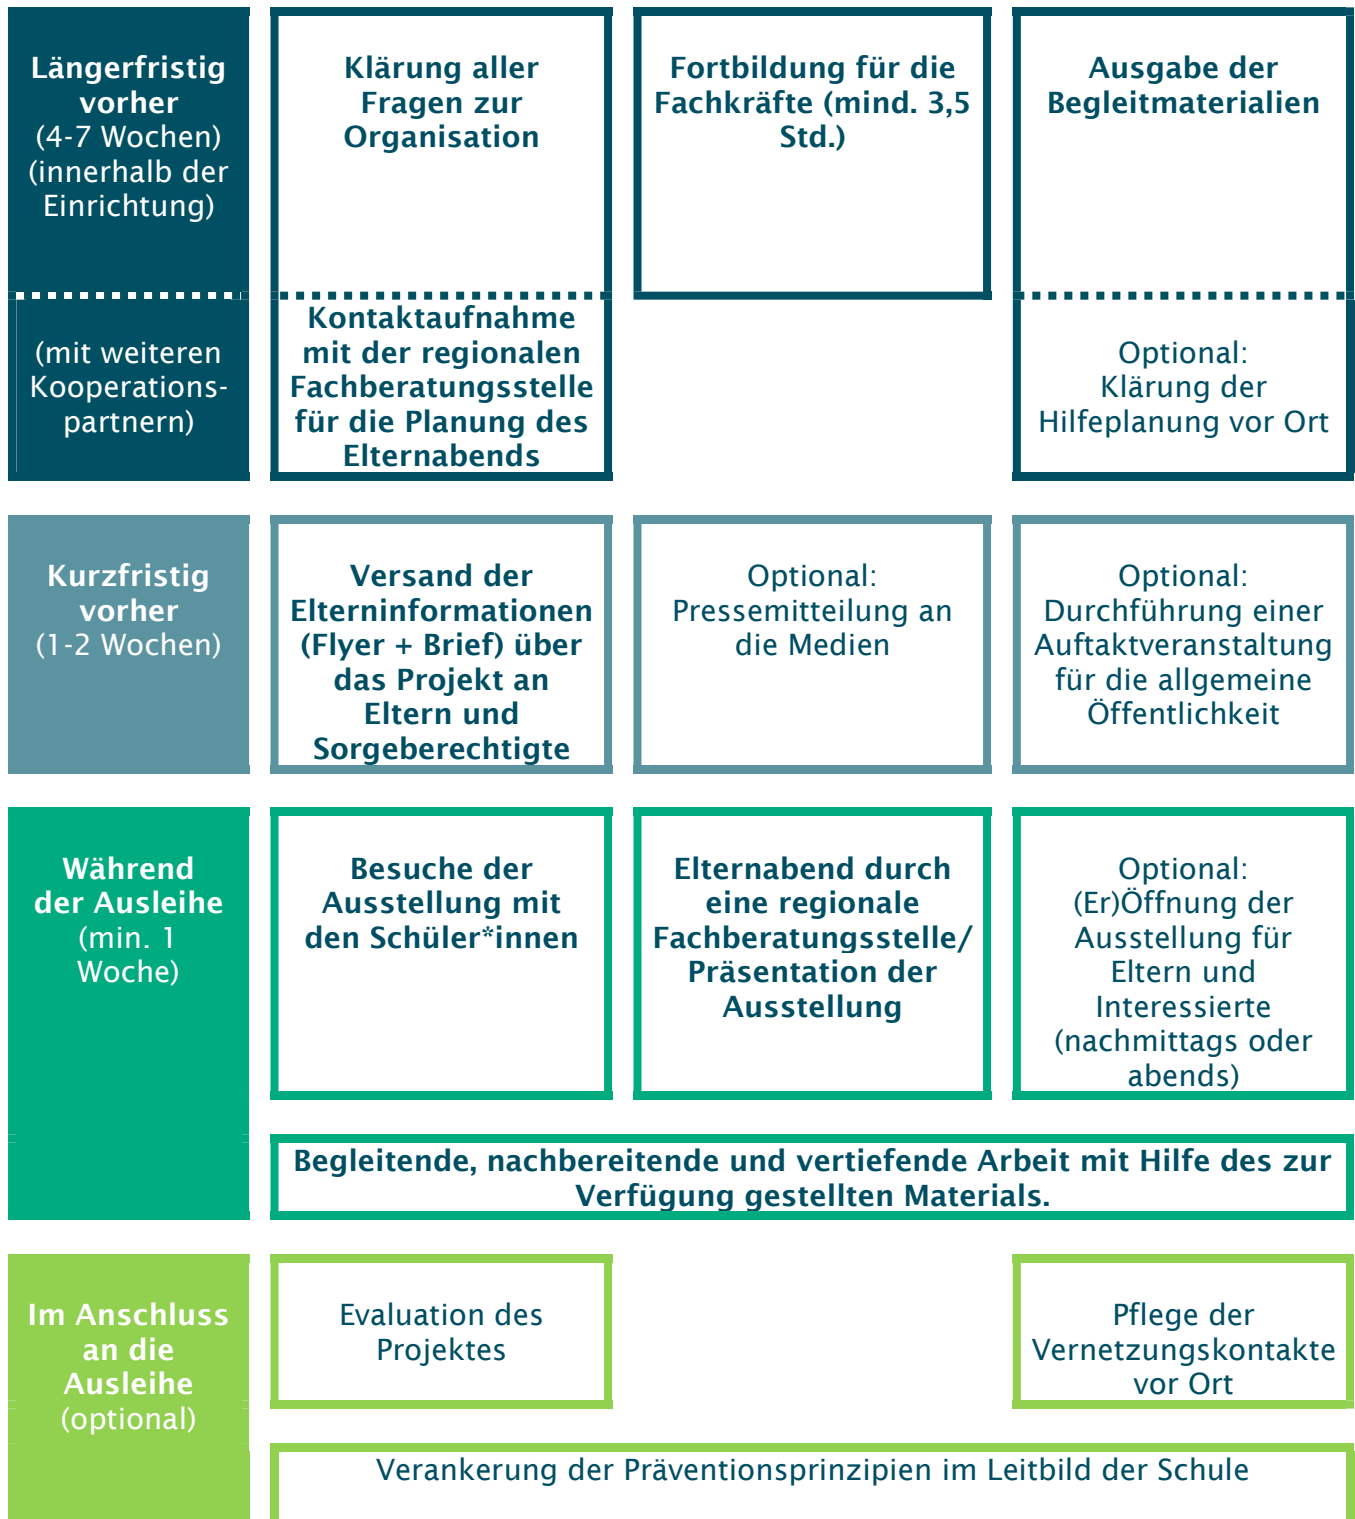 Längerfristig
vorher
(4-7 Wochen)
(innerhalb der
Einrichtung)
Klärung aller
Fragen zur
Organisation
Fortbildung für die
Fachkräfte (mind. 3,5
Std.)
Ausgabe der
Begleitmaterialien
(mit weiteren
Kooperations-
partnern)
Kontaktaufnahme
mit der regionalen
Fachberatungsstelle
für die Planung des
Elternabends
Optional:
Klärung der
Hilfeplanung vor Ort
Kurzfristig
vorher
(1-2 Wochen)
Versand der
Elterninformationen
(Flyer + Brief) über
das Projekt an
Eltern und
Sorgeberechtigte
Optional:
Pressemitteilung an
die Medien
Optional:
Durchführung einer
Auftaktveranstaltung
für die allgemeine
Öffentlichkeit
Während
der Ausleihe
(min. 1
Woche)
Besuche der
Ausstellung mit
den Schüler*innen
Elternabend durch
eine regionale
Fachberatungsstelle/
Präsentation der
Ausstellung
Optional:
(Er)Öffnung der
Ausstellung für
Eltern und
Interessierte
(nachmittags oder
abends)
Begleitende, nachbereitende und vertiefende Arbeit mit Hilfe des zur
Verfügung gestellten Materials.
Im Anschluss
an die
Ausleihe
(optional)
Evaluation des
Projektes
Pflege der
Vernetzungskontakte
vor Ort
Verankerung der Präventionsprinzipien im Leitbild der Schule